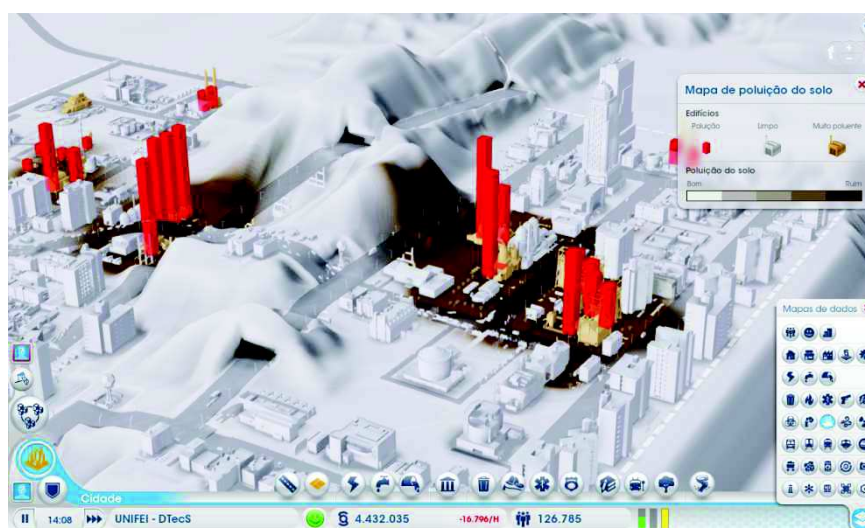 Mapa de poluição do solo
Edifícios
Poluição Limpo Muito poluente
Poluição do solo
Bom Ruim
Mapas de dados
Cidade
14:08 UNIFEI - DTecS 4.432.035 -16.796/H 126.785